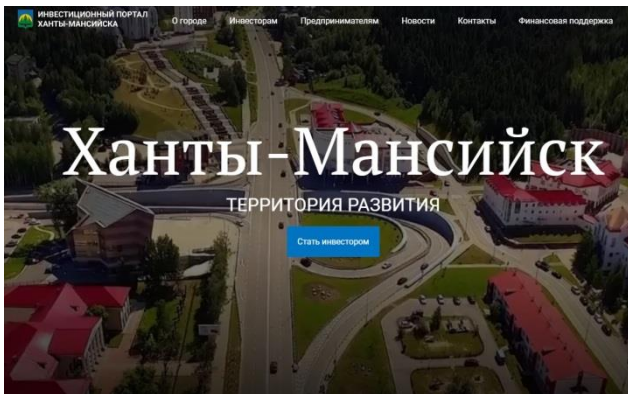 ИНВЕСТИЦИОННЫЙ ПОРТАЛ
ХАНТЫ-МАНСИЙСКА
О городе Инвесторам Предпринимателям Новости Контакты Финансовая поддержка
Ханты-Мансийск
ТЕРРИТОРИЯ РАЗВИТИЯ
Стать инвестором